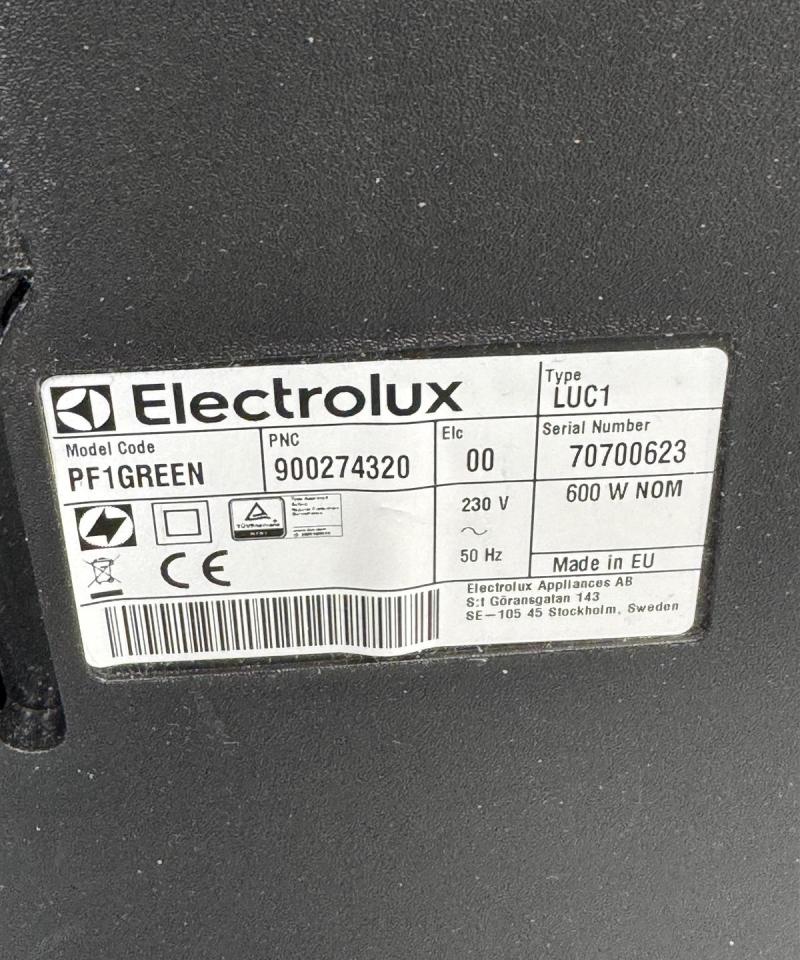 Electrolux
Type
LUC1
Model Code
PF1GREEN
PNC
900274320
Elc
00
Serial Number
70700623
230 V
50 Hz
600 W NOM
Made in EU
CE
Electrolux Appliances AB
S:t Göransgatan 143
SE-105 45 Stockholm, Sweden